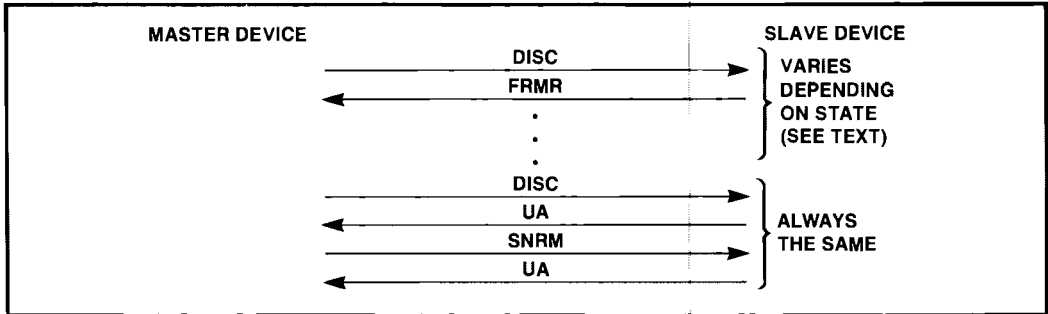 MASTER DEVICE
SLAVE DEVICE
DISC
FRMR
VARIES
DEPENDING
ON STATE
(SEE TEXT)
DISC
UA
SNRM
UA
ALWAYS
THE SAME